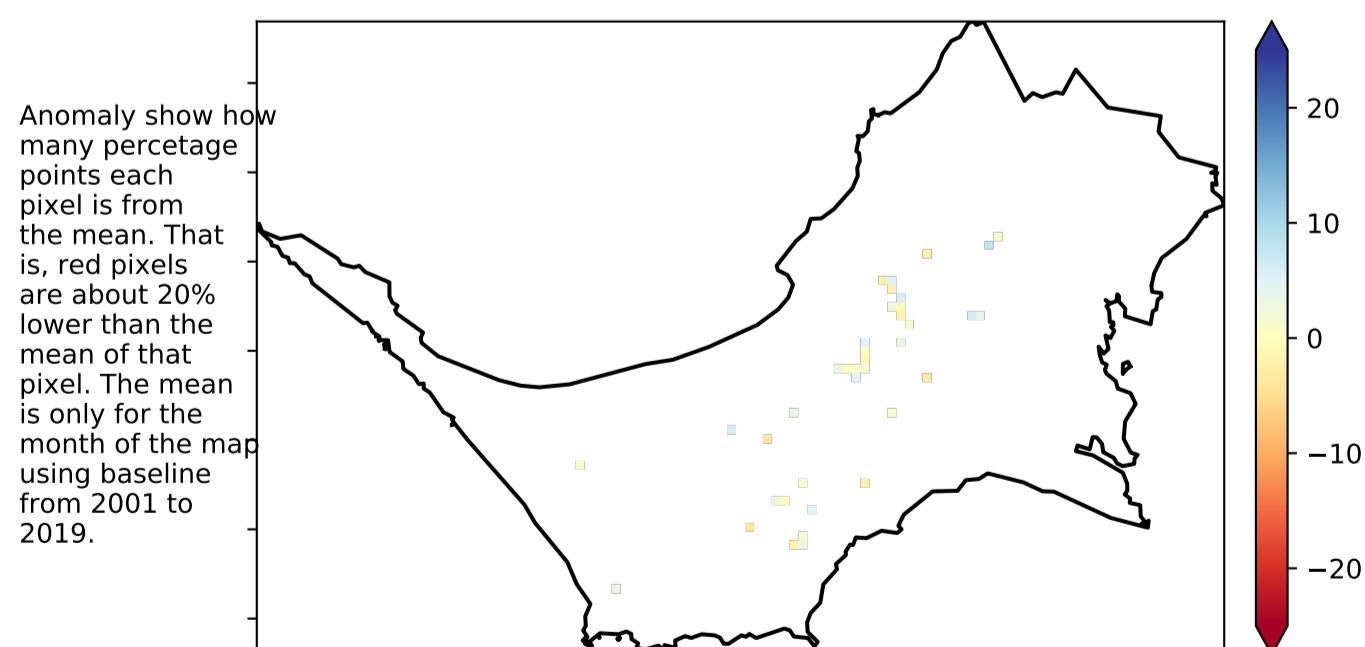 Anomaly show how
many percetage
points each
pixel is from
the mean. That
is, red pixels
are about 20%
lower than the
mean of that
pixel. The mean
is only for the
month of the map
using baseline
from 2001 to
2019.
20
10
0
−10
−20